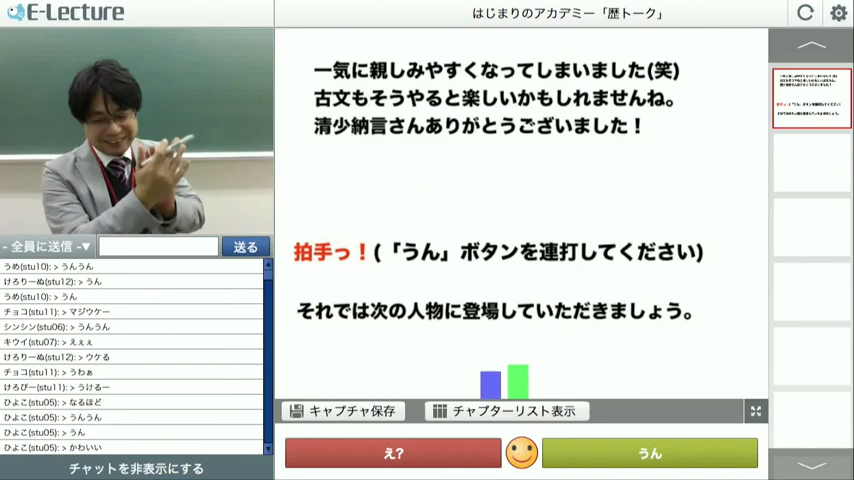 E-Lecture
はじまりのアカデミー「歴トーク」
一気に親しみやすくなってしまいました(笑)
古文もそうやると楽しいかもしれませんね。
清少納言さんありがとうございました！
拍手っ！(「うん」ボタンを連打してください)
それでは次の人物に登場していただきましょう。
- 全員に送信 -▼
送る
うめ(stu10): > うんうん
けろりーぬ(stu12): > うん
うめ(stu10): > うん
チョコ(stu11): > マジウケー
シンシン(stu06): > うんうん
キウイ(stu07): > えぇぇ
けろりーぬ(stu12): > ウケる
チョコ(stu11): > うわぁ
けろぴー(stu11): > うけるー
ひよこ(stu05): > なるほど
ひよこ(stu05): > うんうん
ひよこ(stu05): > うん
ひよこ(stu05): > かわいい
チャットを非表示にする
キャプチャ保存
チャプターリスト表示
え?
うん